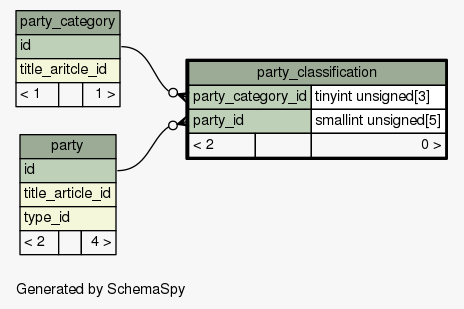 party_category
id
title_aritcle_id
< 1 1 >
party_classification
party_category_id tinyint unsigned[3]
party_id smallint unsigned[5]
< 2 0 >
party
id
title_article_id
type_id
< 2 4 >
Generated by SchemaSpy